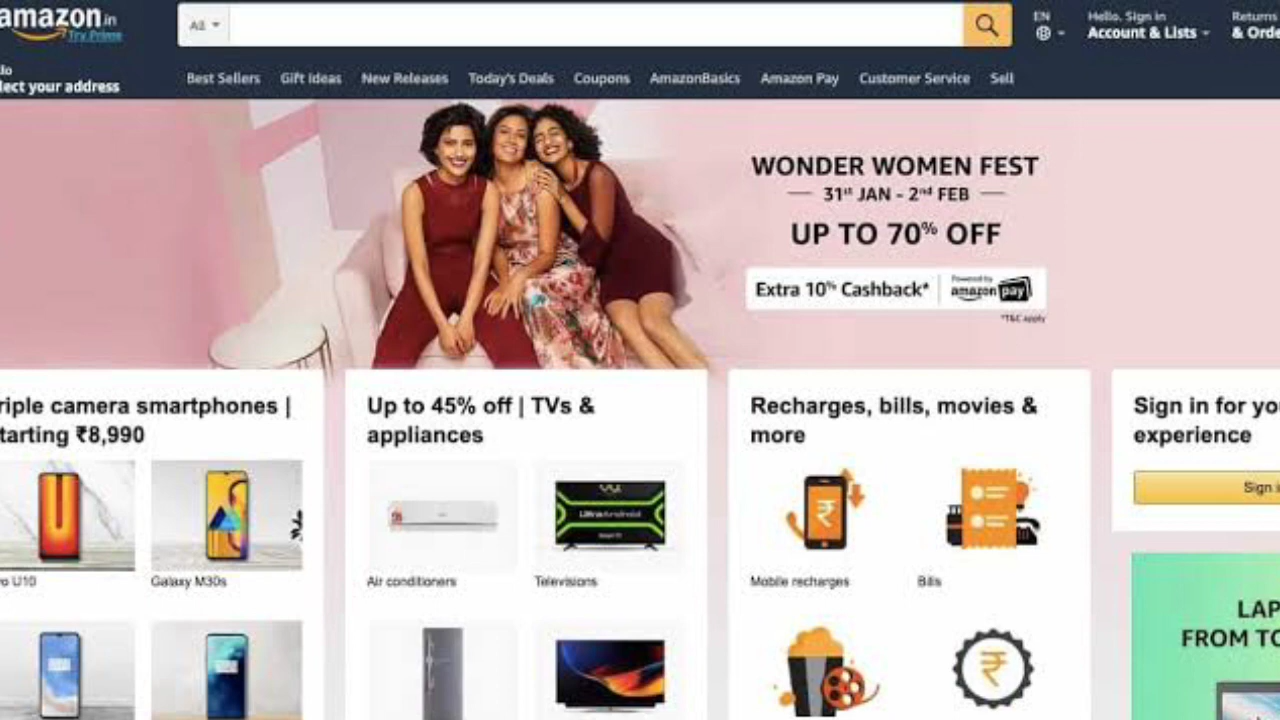 amazon.in
Try Prime
All
EN
Hello. Sign in
Account & Lists
Returns
& Orde
lo
lect your address
Best Sellers Gift Ideas New Releases Today's Deals Coupons AmazonBasics Amazon Pay Customer Service Sell
WONDER WOMEN FEST
31st JAN - 2nd FEB
UP TO 70% OFF
Extra 10% Cashback*
Powered by
amazon pay
*T&C apply
riple camera smartphones |
tarting ₹8,990
o U10
Galaxy M30s
Up to 45% off | TVs &
appliances
Air conditioners
Televisions
Recharges, bills, movies &
more
₹
Mobile recharges
Bills
₹
Sign in for yo
experience
Sign i
LAP
FROM TO